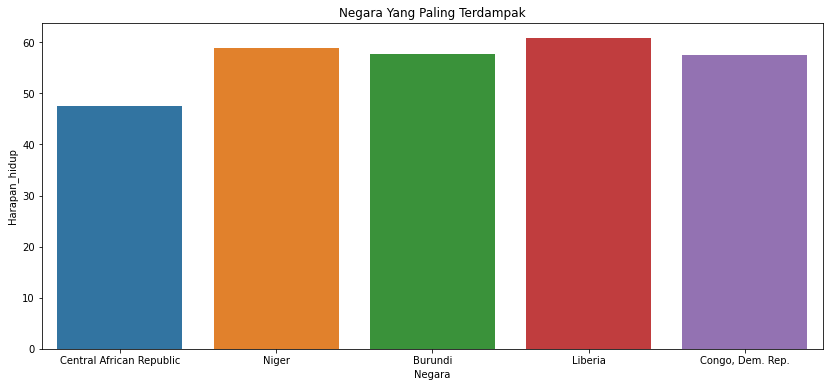 Negara Yang Paling Terdampak
Harapan_hidup
60
50
40
30
20
10
0
Central African Republic
Niger
Burundi
Liberia
Congo, Dem. Rep.
Negara